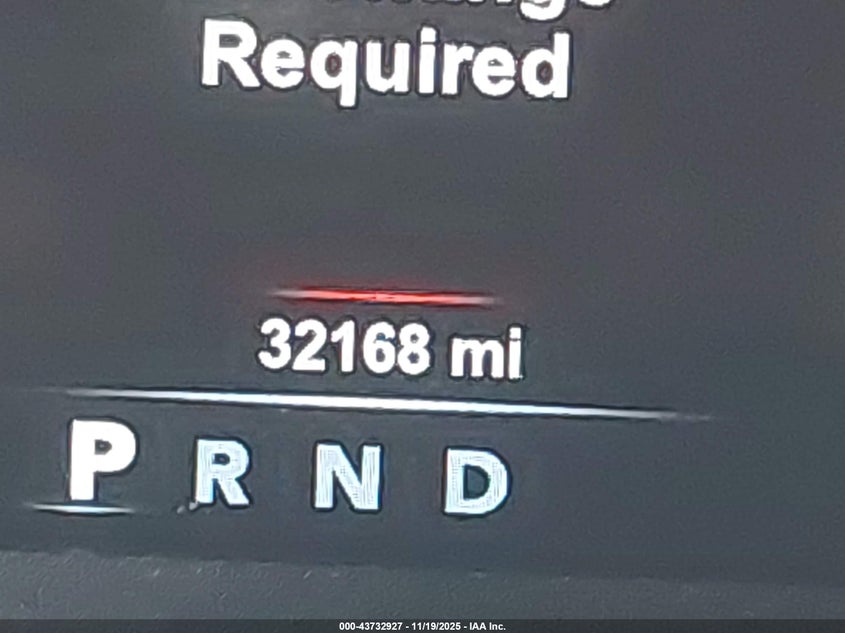 Required
32168 mi
P R N D
000-43732927 - 11/19/2025 - IAA Inc.